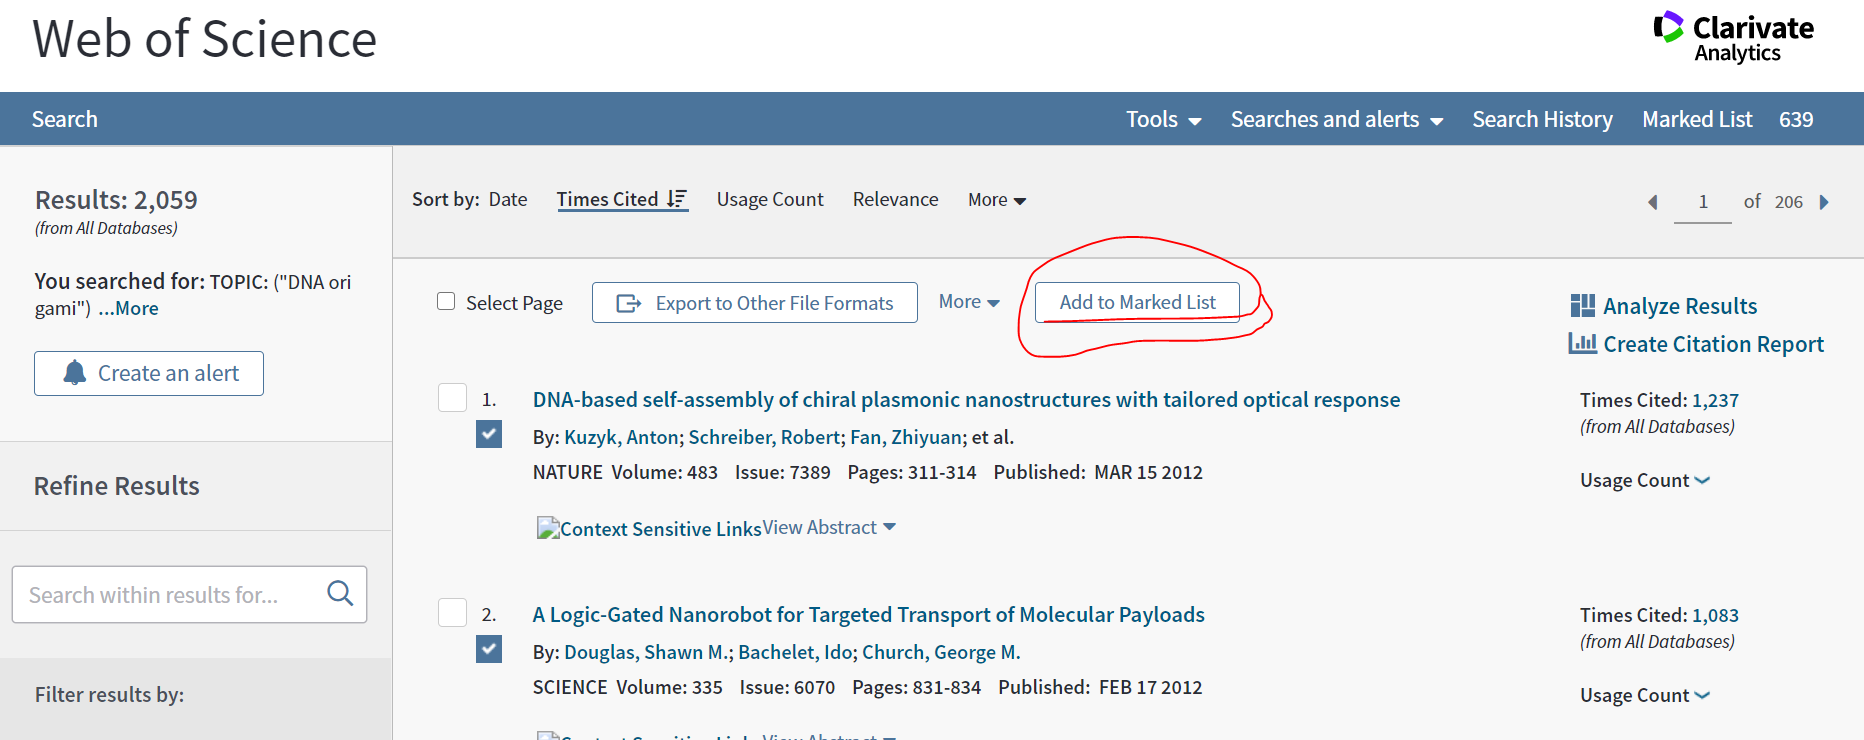 Web of Science
Clarivate
Analytics
Search
Tools
Searches and alerts
Search History
Marked List 639
Results: 2,059
(from All Databases)
You searched for: TOPIC: ("DNA ori
gami") ...More
Create an alert
Refine Results
Search within results for...
Filter results by:
Sort by: Date Times Cited Usage Count Relevance More
1 of 206
Select Page
Export to Other File Formats
More
Add to Marked List
Analyze Results
Create Citation Report
1. DNA-based self-assembly of chiral plasmonic nanostructures with tailored optical response
By: Kuzyk, Anton; Schreiber, Robert; Fan, Zhiyuan; et al.
NATURE Volume: 483 Issue: 7389 Pages: 311-314 Published: MAR 15 2012
Context Sensitive Links View Abstract
Times Cited: 1,237
(from All Databases)
Usage Count
2. A Logic-Gated Nanorobot for Targeted Transport of Molecular Payloads
By: Douglas, Shawn M.; Bachelet, Ido; Church, George M.
SCIENCE Volume: 335 Issue: 6070 Pages: 831-834 Published: FEB 17 2012
Times Cited: 1,083
(from All Databases)
Usage Count